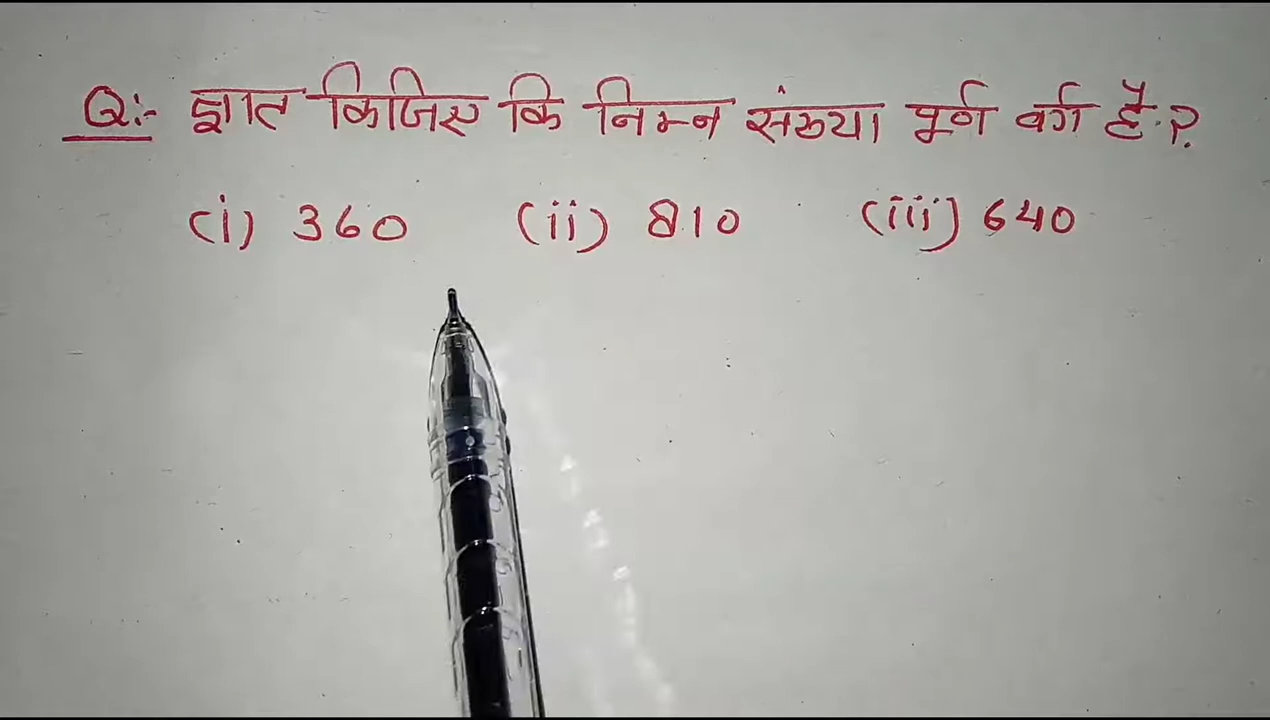 Q:- ज्ञात किजिए कि निम्न संख्या पूर्ण वर्ग है?
(i) 360 (ii) 810 (iii) 640